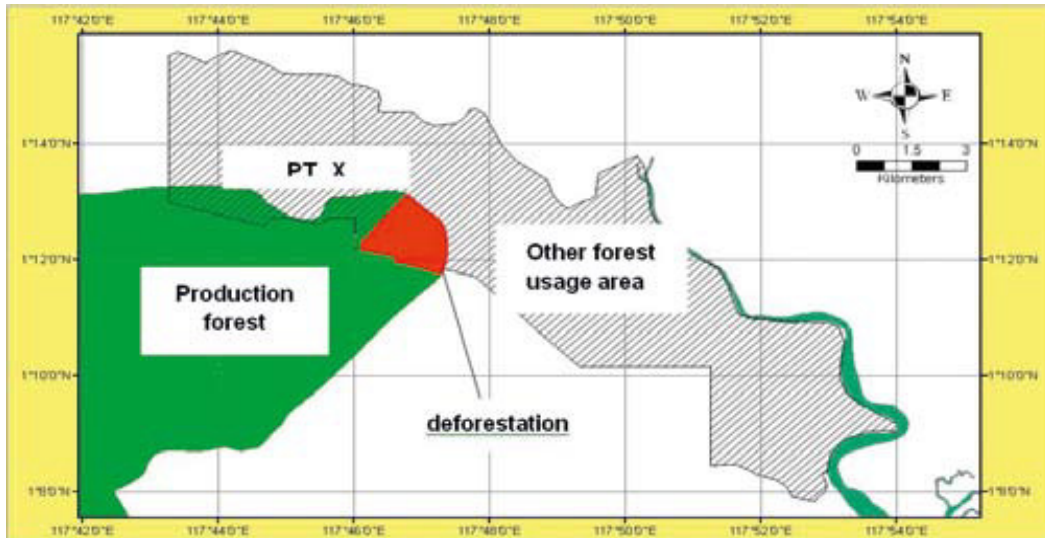 117°42'0"E 117°44'0"E 117°46'0"E 117°48'0"E 117°50'0"E 117°52'0"E 117°54'0"E
N
W E
S
0 1.5 3
Kilometers
1°14'0"N 1°14'0"N
PT X
1°12'0"N 1°12'0"N
Other forest
usage area
Production
forest
1°10'0"N 1°10'0"N
deforestation
1°8'0"N 1°8'0"N
117°42'0"E 117°44'0"E 117°46'0"E 117°48'0"E 117°50'0"E 117°52'0"E 117°54'0"E